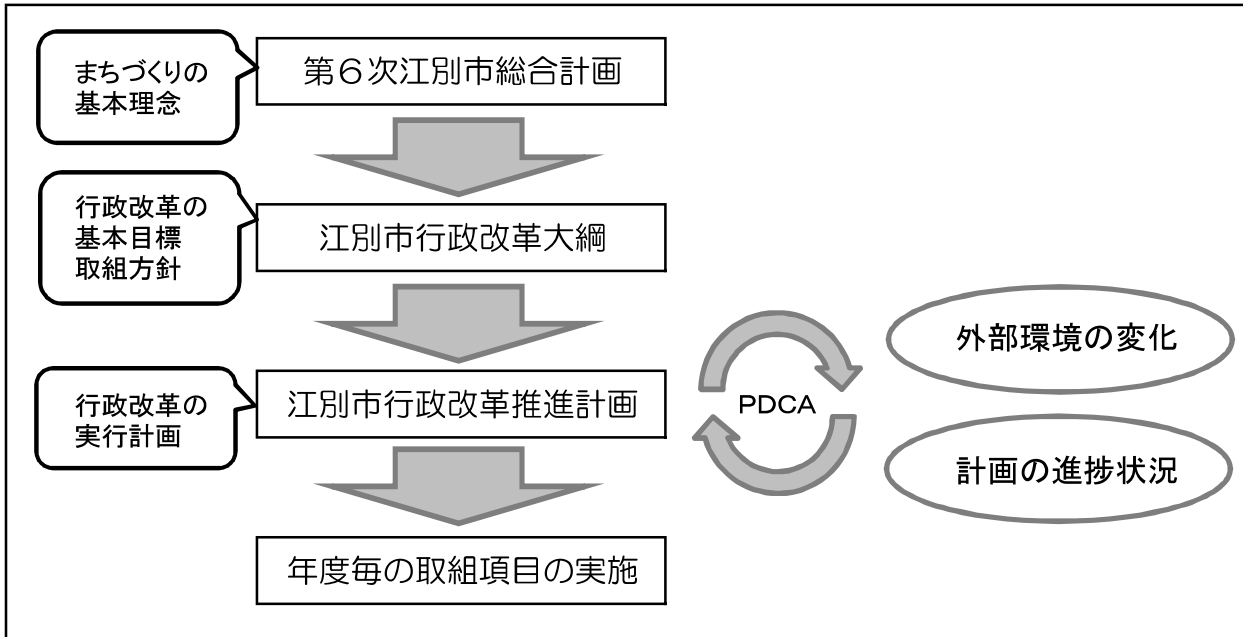 まちづくりの
基本理念
第６次江別市総合計画
行政改革の
基本目標
取組方針
江別市行政改革大綱
行政改革の
実行計画
江別市行政改革推進計画
PDCA
外部環境の変化
計画の進捗状況
年度毎の取組項目の実施